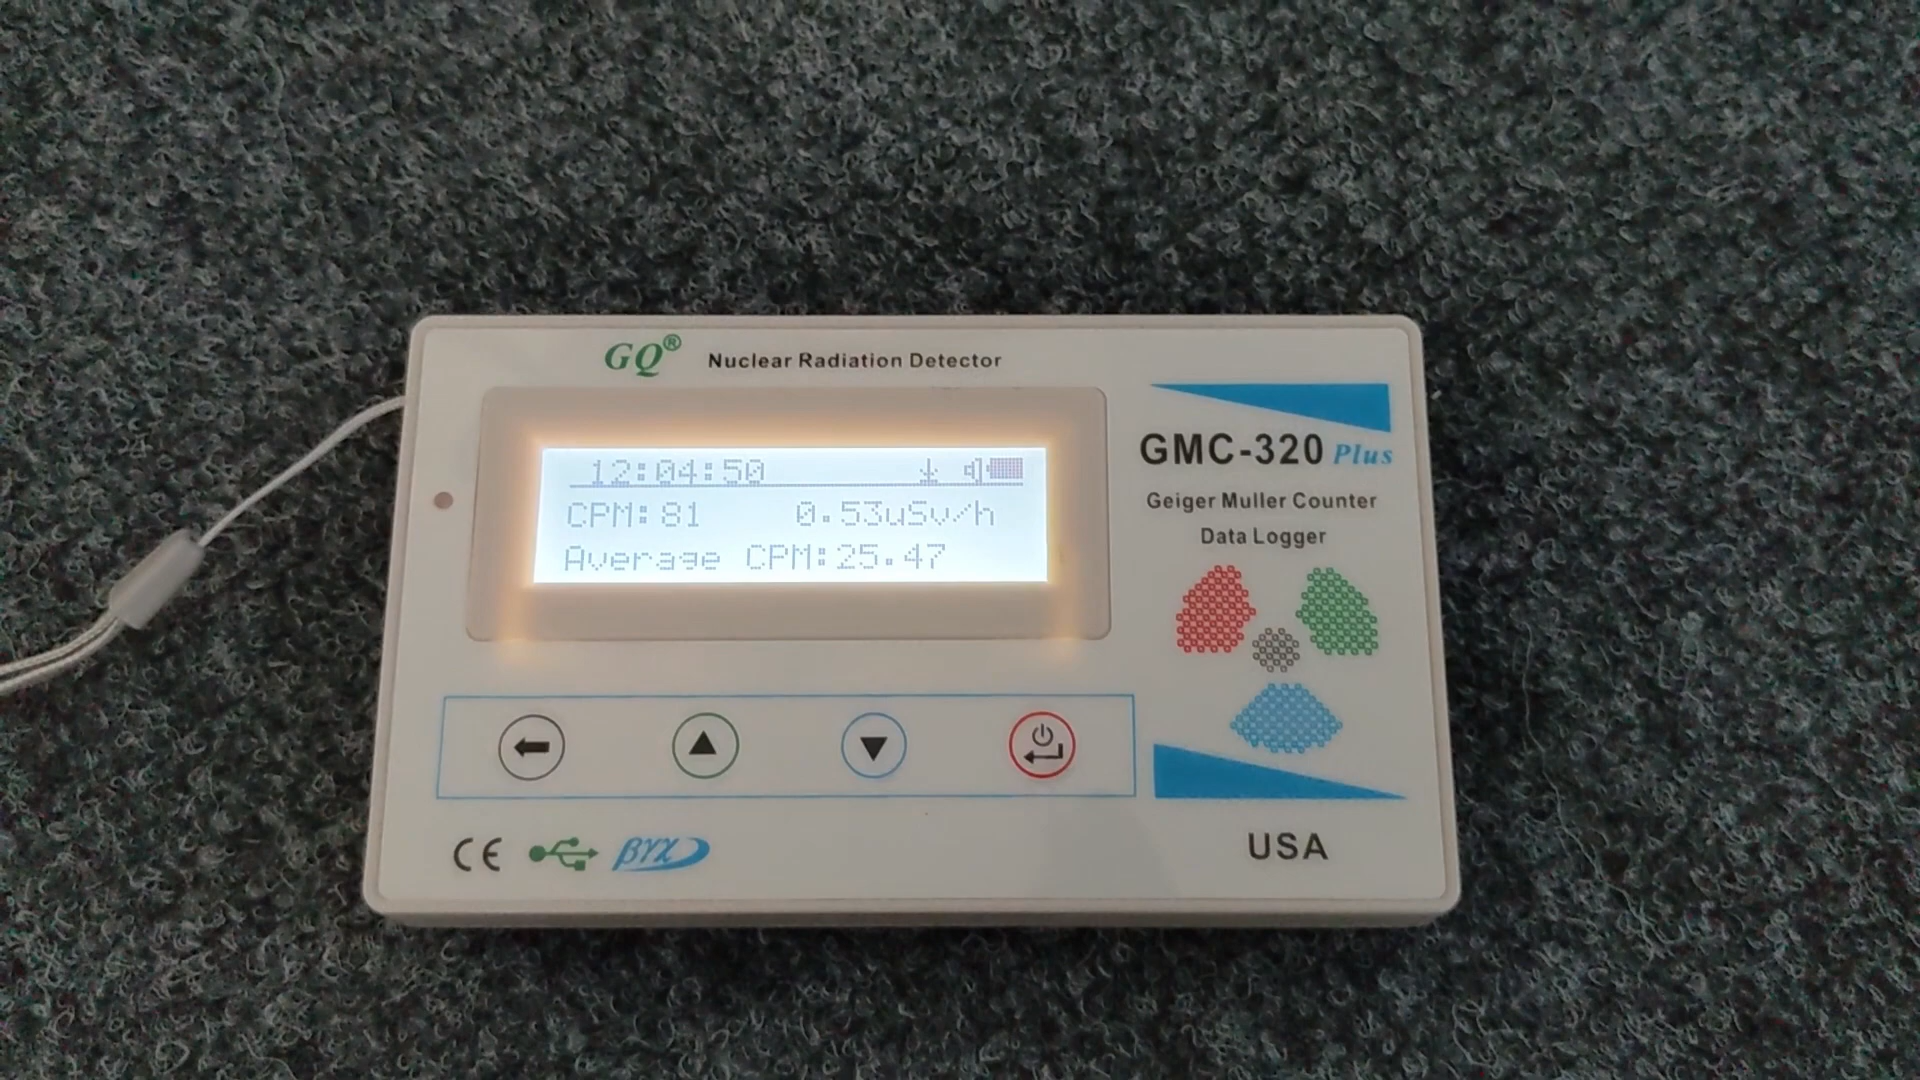 GQ® Nuclear Radiation Detector
12:04:50
CPM:81 0.53uSv/h
Average CPM:25.47
GMC-320 Plus
Geiger Muller Counter
Data Logger
CE βγχ
USA